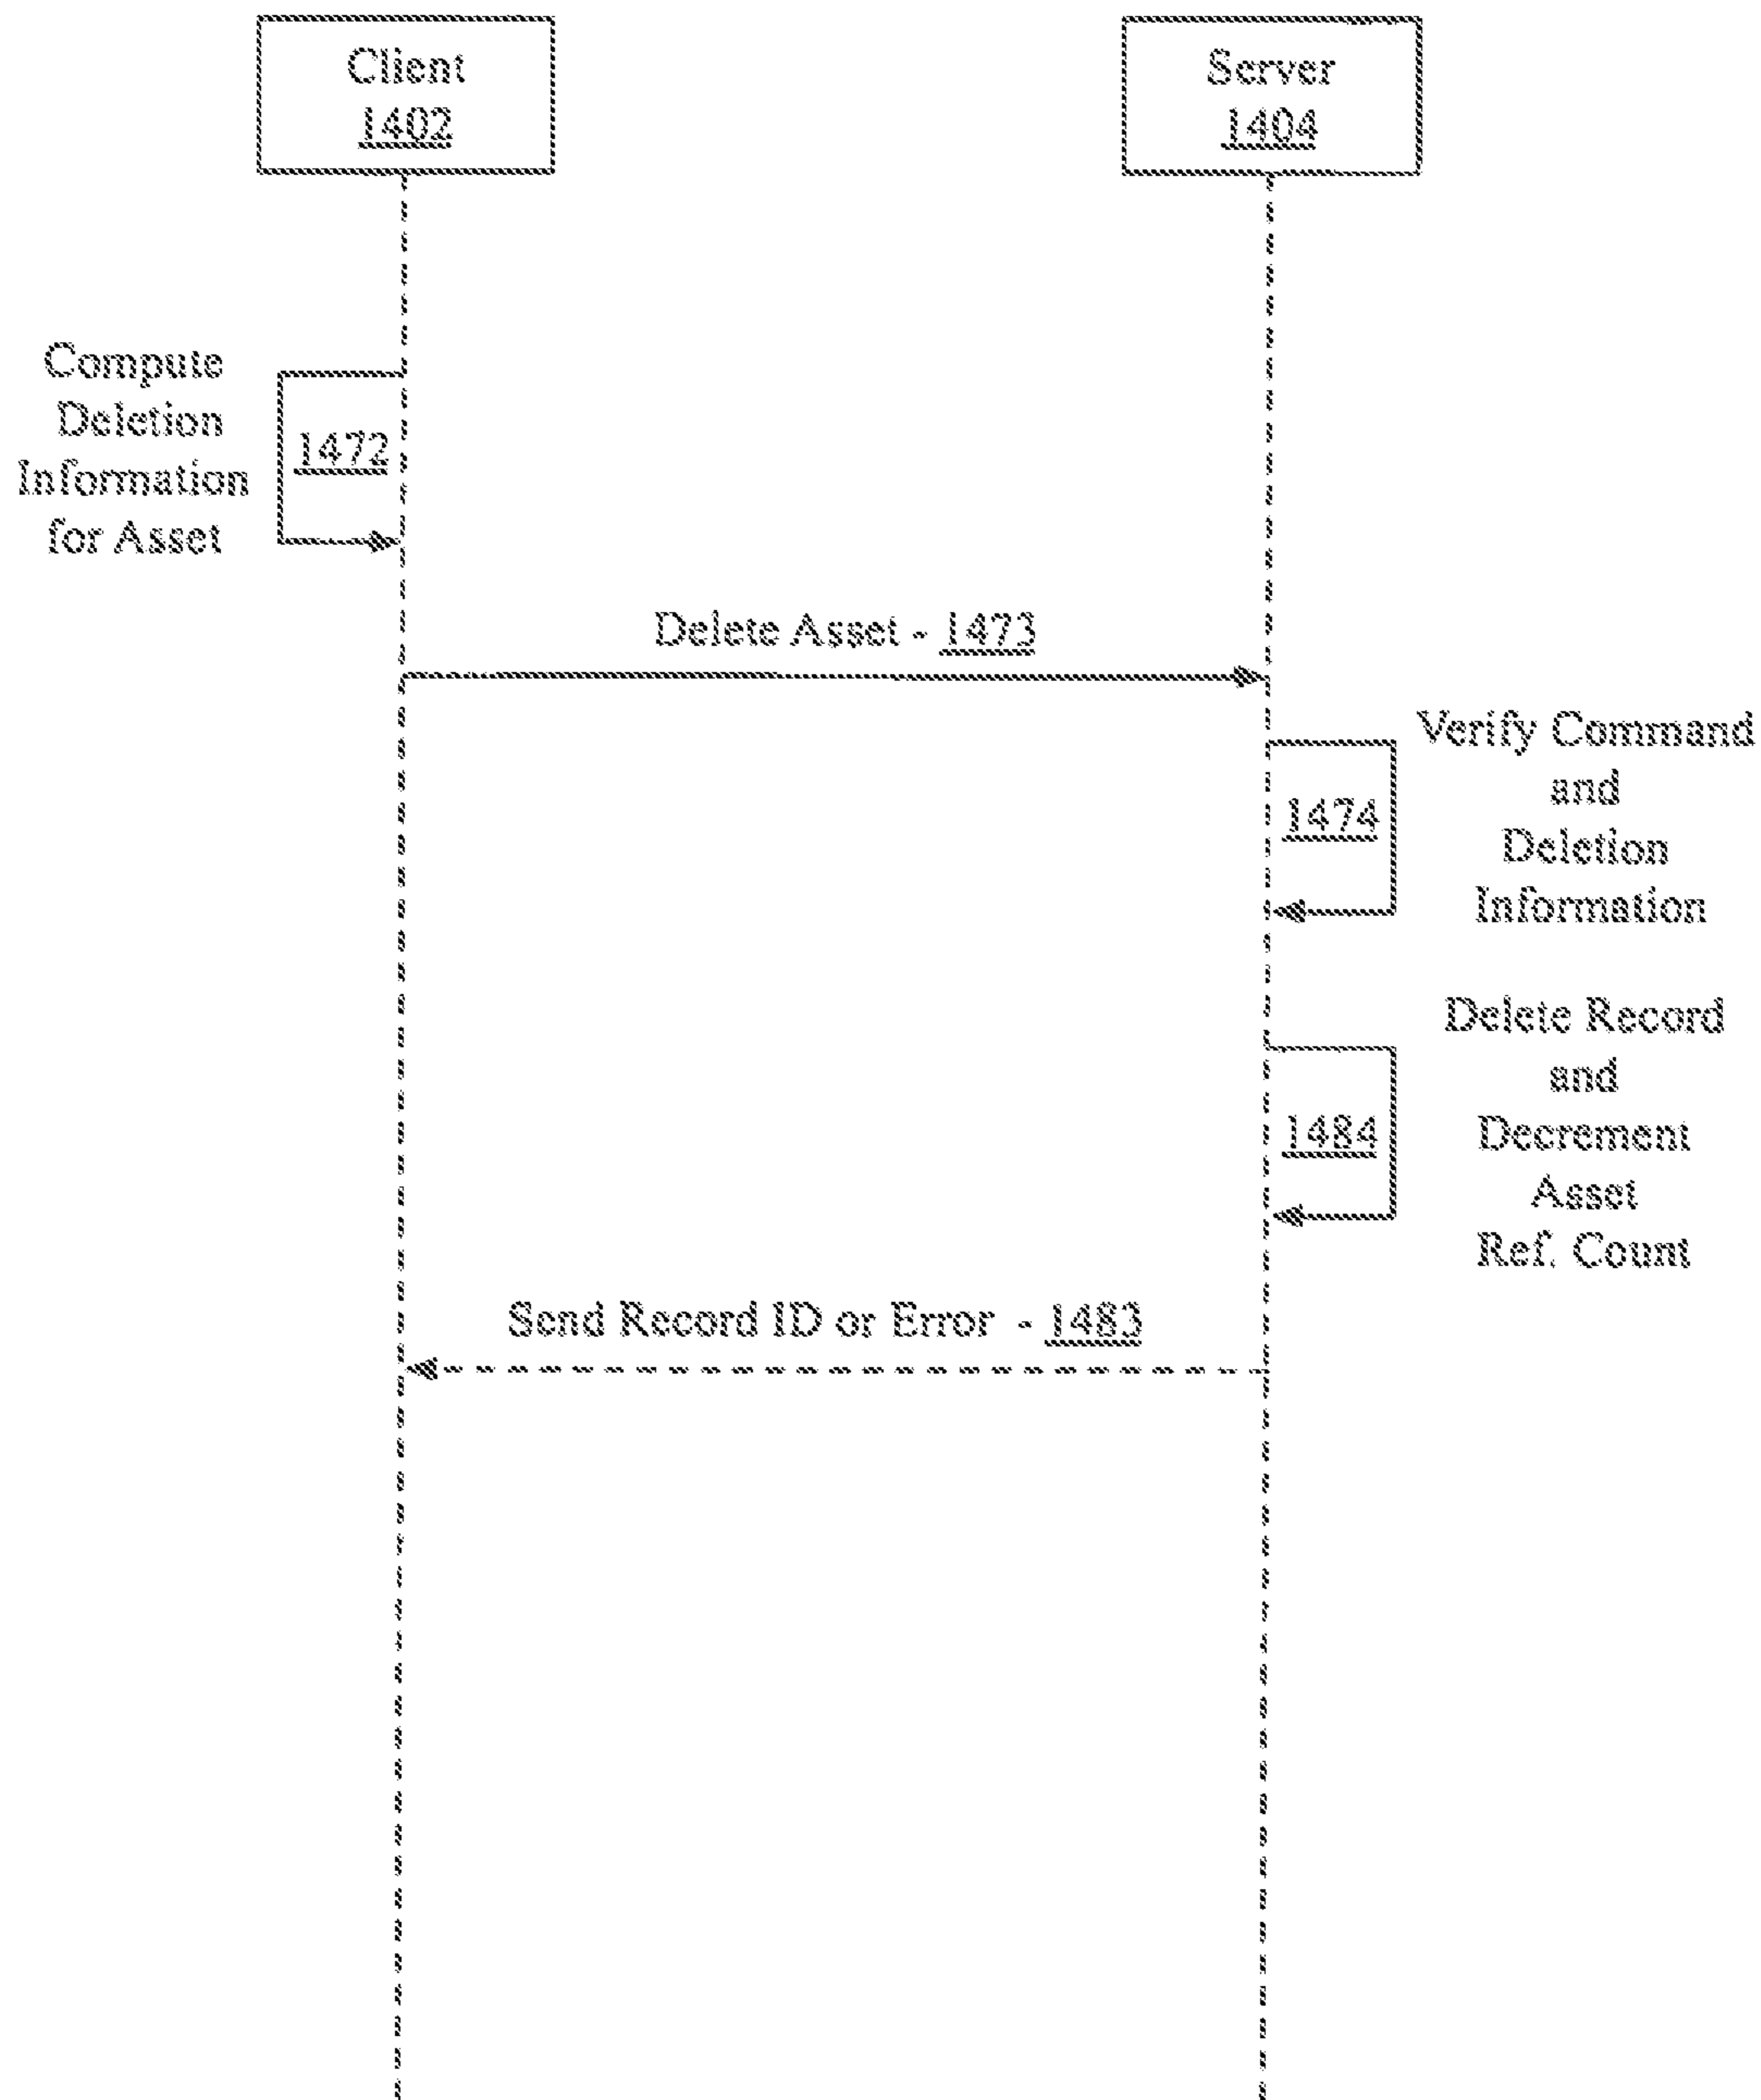 Client
1402
Server
1404
Compute
Deletion
Information
for Asset
1472
Delete Asset - 1473
Verify Command
and
Deletion
Information
1474
Delete Record
and
Decrement
Asset
Ref. Count
1484
Send Record ID or Error - 1483